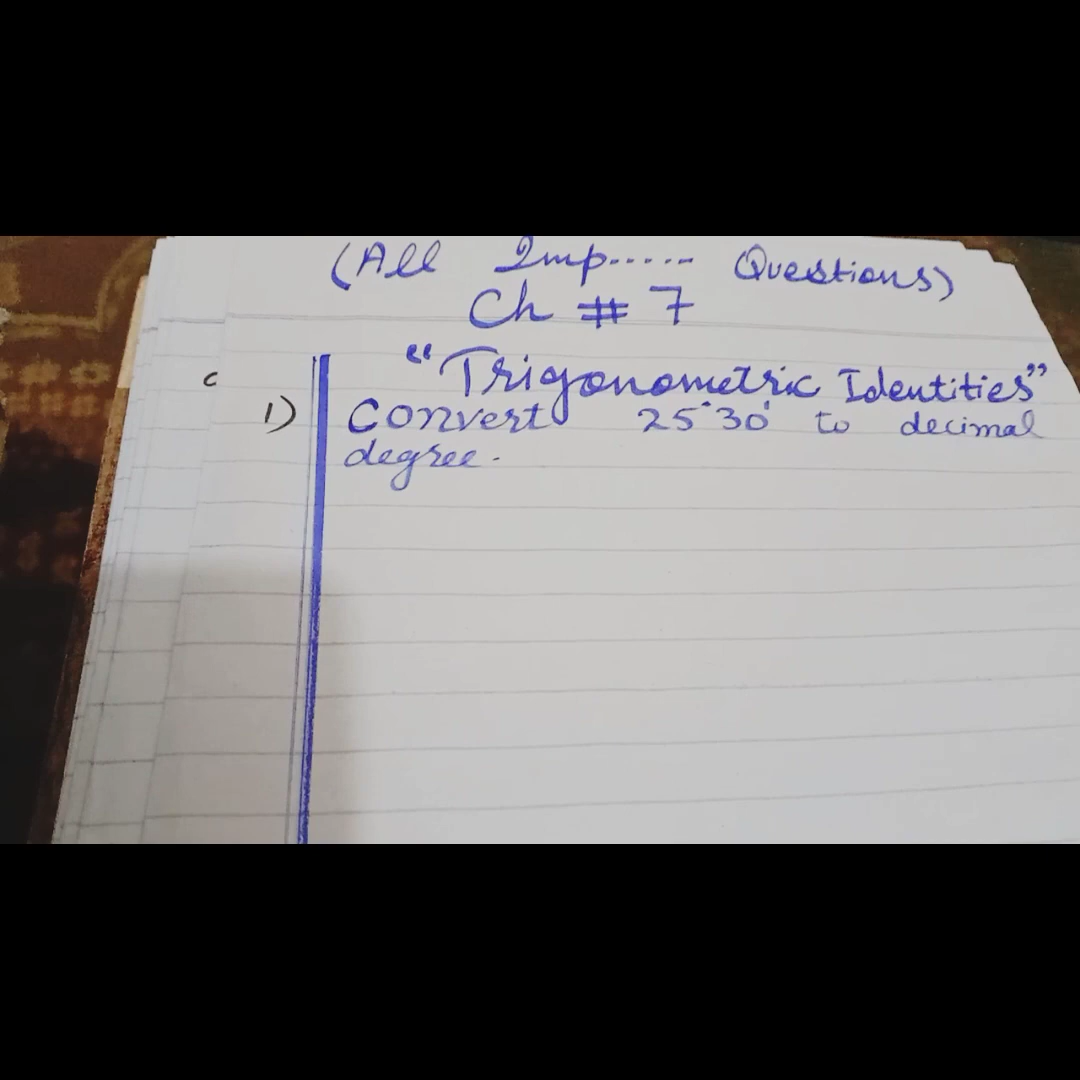 (All Imp...... Questions)
Ch # 7
"Trigonometric Identities"
c
1) Convert 25°30' to decimal
degree.